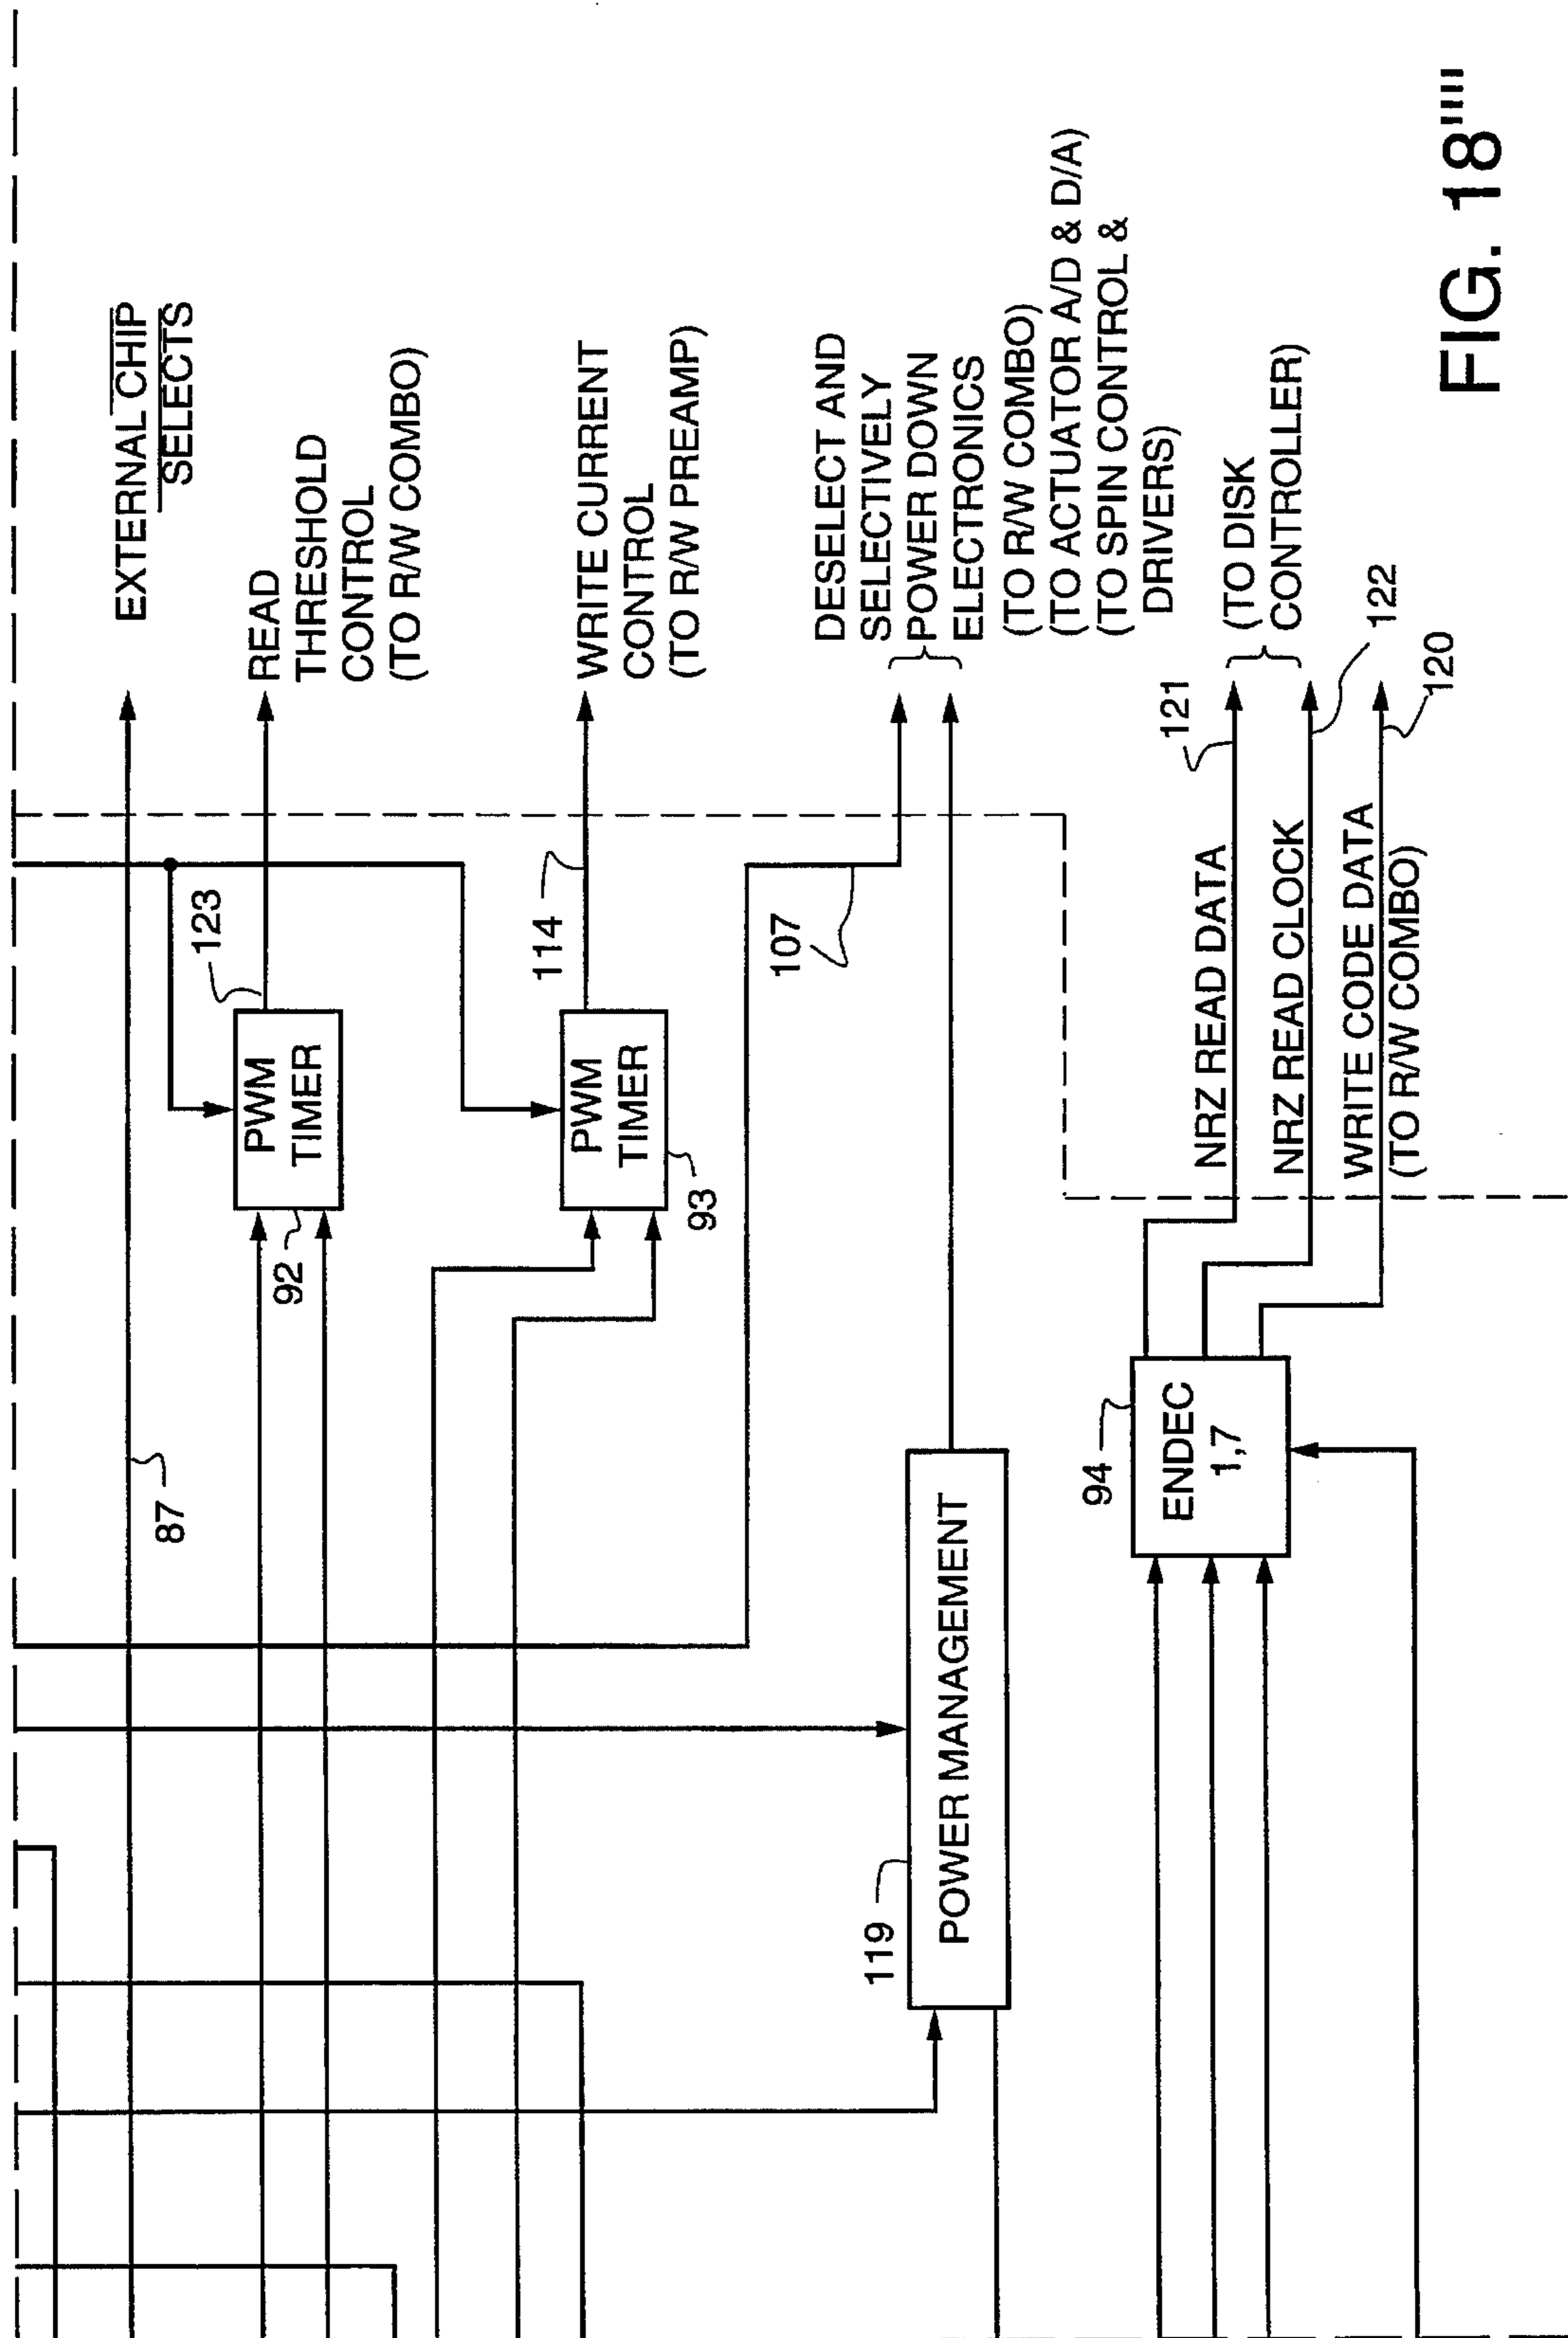 EXTERNAL CHIP
SELECTS
87
READ
THRESHOLD
CONTROL
(TO R/W COMBO)
123
PWM
TIMER
92
WRITE CURRENT
CONTROL
(TO R/W PREAMP)
114
PWM
TIMER
93
107
DESELECT AND
SELECTIVELY
POWER DOWN
ELECTRONICS
(TO R/W COMBO)
(TO ACTUATOR A/D & D/A)
(TO SPIN CONTROL &
DRIVERS)
119
POWER MANAGEMENT
94
ENDEC
1,7
NRZ READ DATA
121
(TO DISK
CONTROLLER)
NRZ READ CLOCK
122
WRITE CODE DATA
(TO R/W COMBO)
120
FIG. 18''''